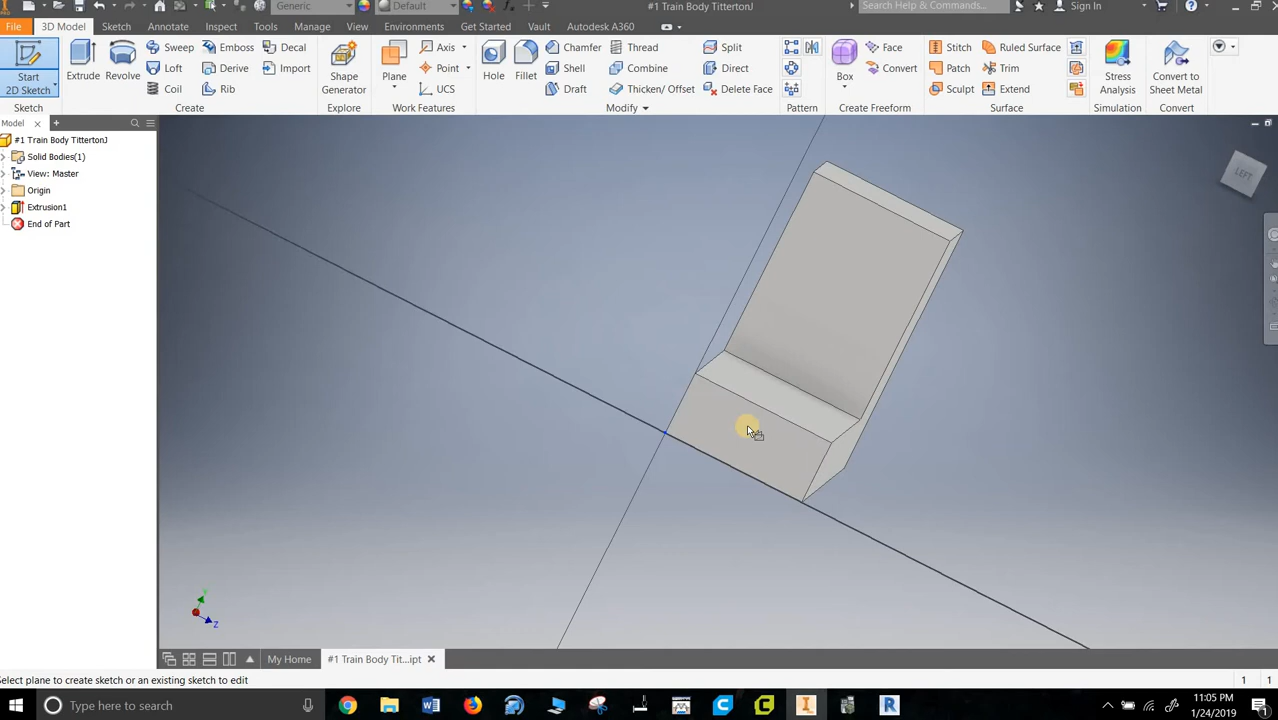 Generic
Default
#1 Train Body TittertonJ
Search Help & Commands...
Sign In
File
3D Model
Sketch
Annotate
Inspect
Tools
Manage
View
Environments
Get Started
Vault
Autodesk A360
Start
2D Sketch
Extrude
Revolve
Sweep
Emboss
Decal
Loft
Derive
Import
Coil
Rib
Shape
Generator
Plane
Axis
Point
UCS
Hole
Fillet
Chamfer
Thread
Split
Shell
Combine
Direct
Draft
Thicken/ Offset
Delete Face
Box
Face
Convert
Stitch
Ruled Surface
Patch
Trim
Sculpt
Extend
Stress
Analysis
Convert to
Sheet Metal
Sketch
Create
Explore
Work Features
Modify
Pattern
Create Freeform
Surface
Simulation
Convert
Model
#1 Train Body TittertonJ
Solid Bodies(1)
View: Master
Origin
Extrusion1
End of Part
LEFT
Y
Z
My Home
#1 Train Body Tit...ipt
Select plane to create sketch or an existing sketch to edit
1
1
Type here to search
11:05 PM
1/24/2019
1